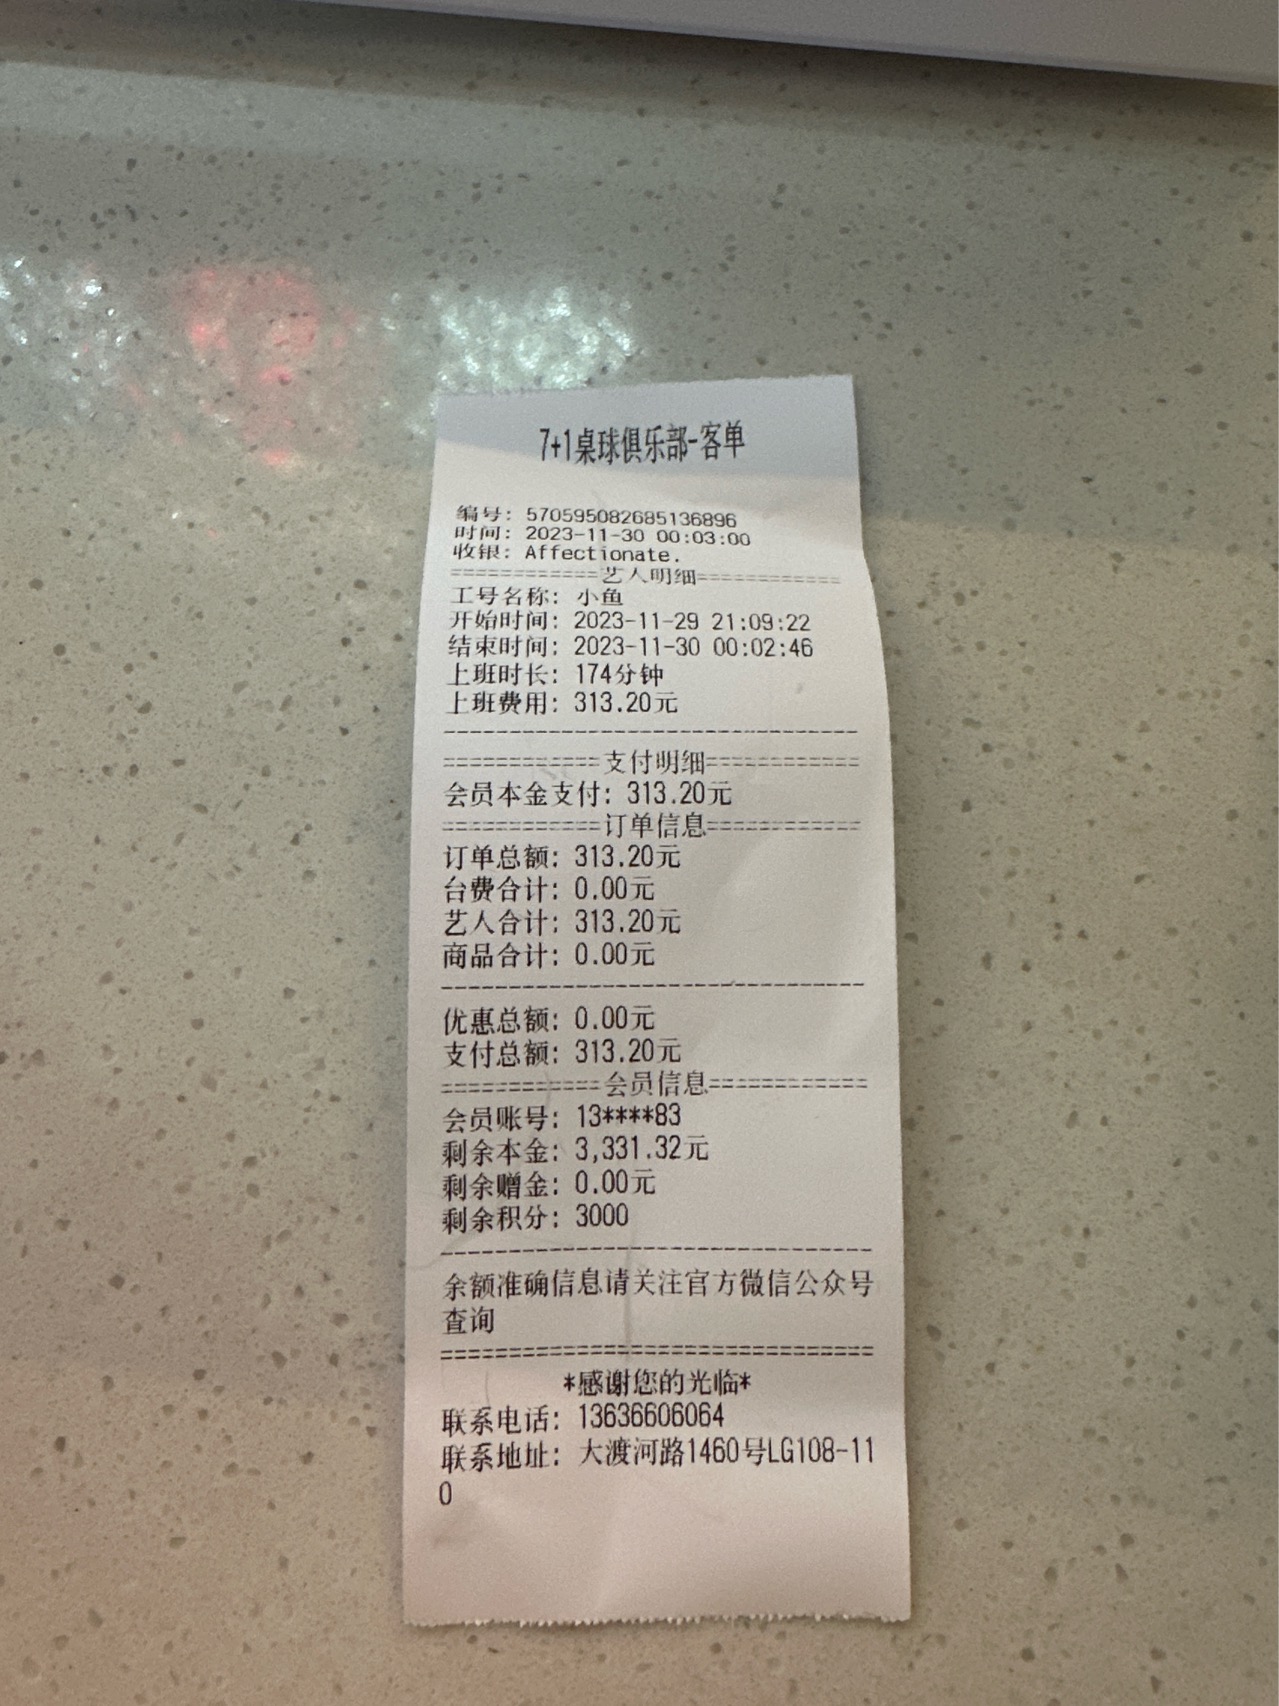 7+1桌球俱乐部-客单
编号: 570595082685136896
时间: 2023-11-30 00:03:00
收银: Affectionate.
============艺人明细============
工号名称: 小鱼
开始时间: 2023-11-29 21:09:22
结束时间: 2023-11-30 00:02:46
上班时长: 174分钟
上班费用: 313.20元
--------------------------------
============支付明细============
会员本金支付: 313.20元
============订单信息============
订单总额: 313.20元
台费合计: 0.00元
艺人合计: 313.20元
商品合计: 0.00元
--------------------------------
优惠总额: 0.00元
支付总额: 313.20元
============会员信息============
会员账号: 13****83
剩余本金: 3,331.32元
剩余赠金: 0.00元
剩余积分: 3000
--------------------------------
余额准确信息请关注官方微信公众号
查询
================================
*感谢您的光临*
联系电话: 13636606064
联系地址: 大渡河路1460号LG108-11
0